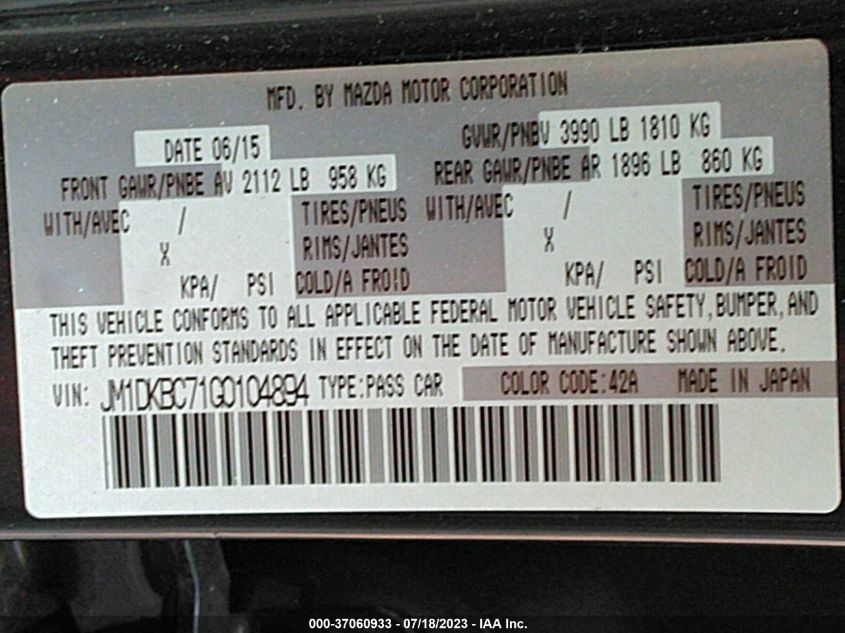 MFD. BY MAZDA MOTOR CORPORATION
DATE 06/15 GVWR/PNBV 3990 LB 1810 KG
FRONT GAWR/PNBE AV 2112 LB 958 KG REAR GAWR/PNBE AR 1896 LB 860 KG
WITH/AVEC / TIRES/PNEUS WITH/AVEC / TIRES/PNEUS
X RIMS/JANTES X RIMS/JANTES
KPA/ PSI COLD/A FROID KPA/ PSI COLD/A FROID
THIS VEHICLE CONFORMS TO ALL APPLICABLE FEDERAL MOTOR VEHICLE SAFETY, BUMPER, AND
THEFT PREVENTION STANDARDS IN EFFECT ON THE DATE OF MANUFACTURE SHOWN ABOVE.
VIN: JM1DKBC71G0104894 TYPE: PASS CAR COLOR CODE: 42A MADE IN JAPAN
000-37060933 - 07/18/2023 - IAA Inc.